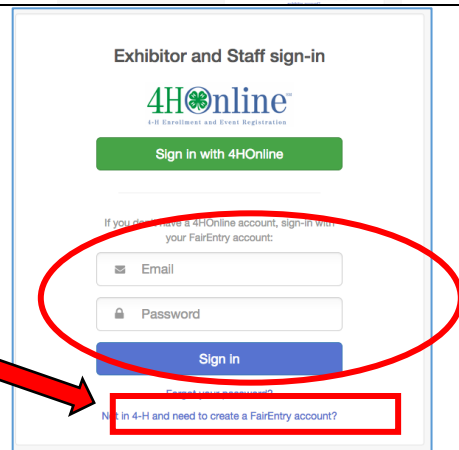 Exhibitor and Staff sign-in
4HOnline
4-H Enrollment and Event Registration
Sign in with 4HOnline
If you don't have a 4HOnline account, sign-in with
your FairEntry account:
Email
Password
Sign in
Forgot your password?
Not in 4-H and need to create a FairEntry account?